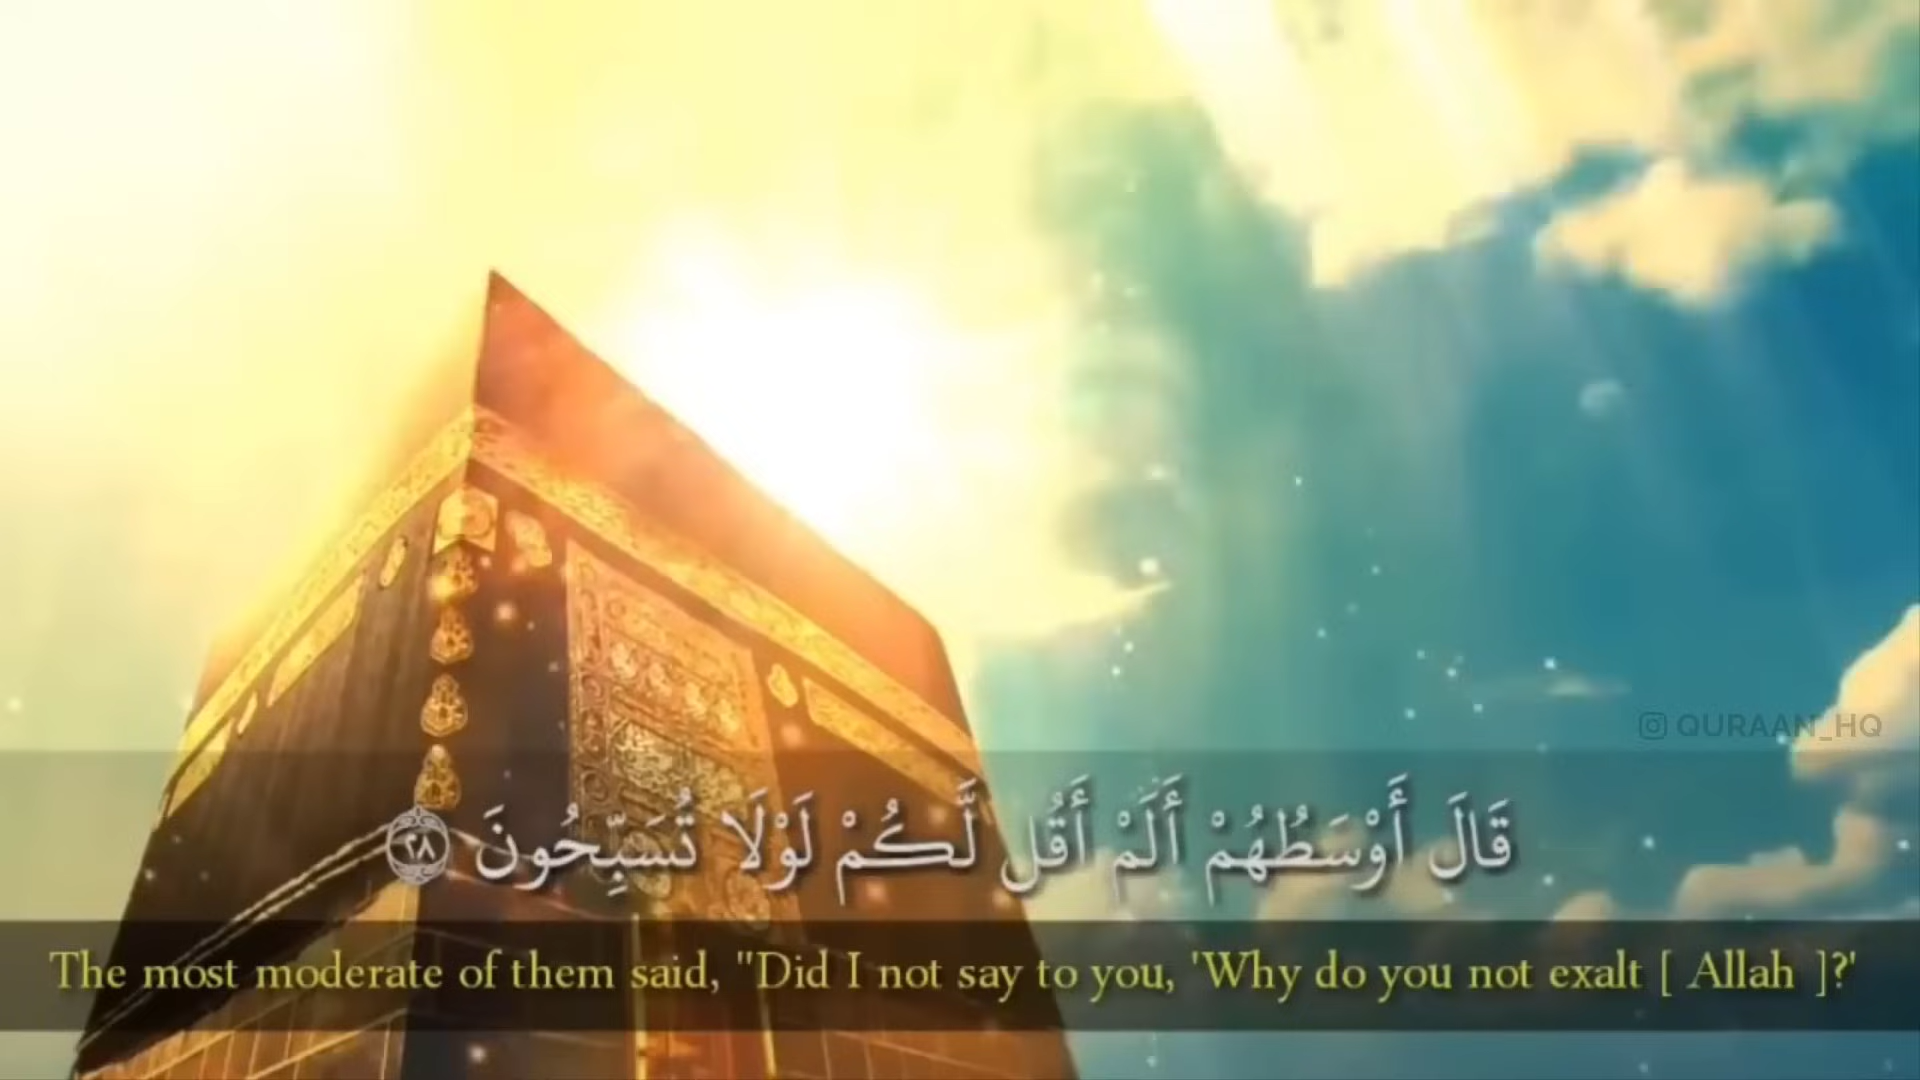 QURAAN_HQ
قَالَ أَوْسَطُهُمْ أَلَمْ أَقُل لَّكُمْ لَوْلَا تُسَبِّحُونَ ٢٨
The most moderate of them said, "Did I not say to you, 'Why do you not exalt [ Allah ]?'